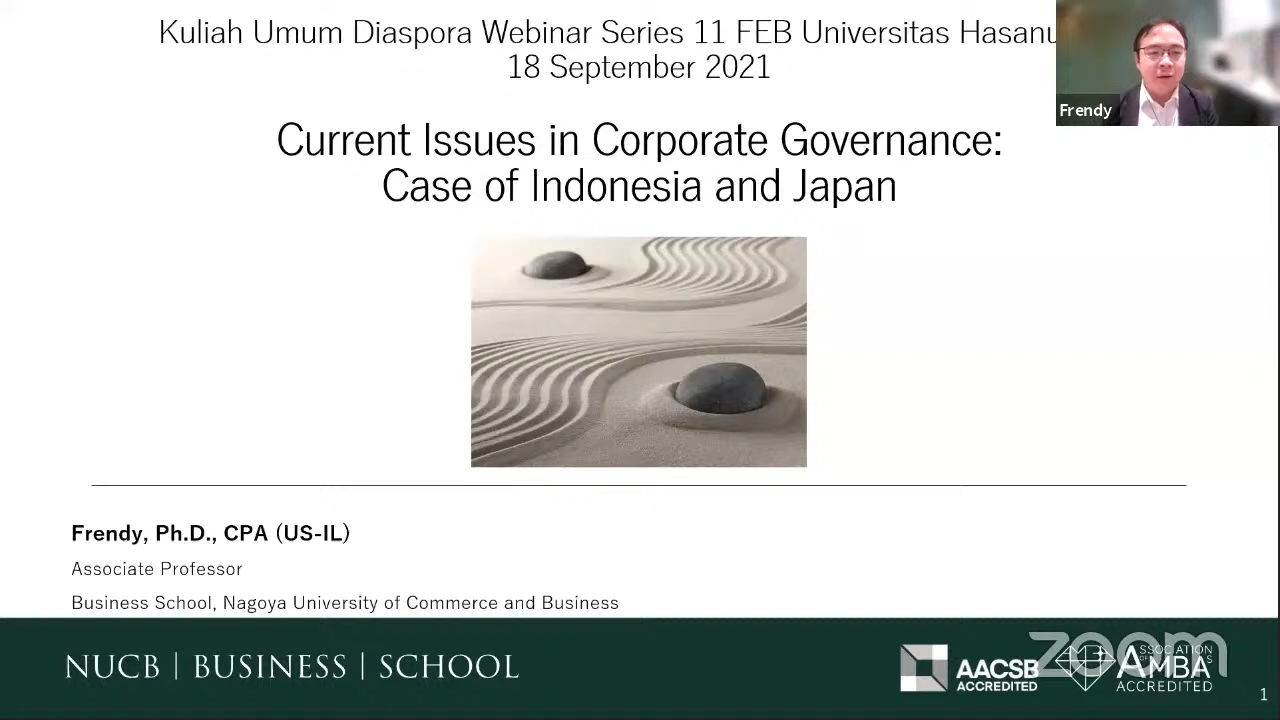 Kuliah Umum Diaspora Webinar Series 11 FEB Universitas Hasanu
18 September 2021
Frendy
Current Issues in Corporate Governance:
Case of Indonesia and Japan
Frendy, Ph.D., CPA (US-IL)
Associate Professor
Business School, Nagoya University of Commerce and Business
NUCB | BUSINESS | SCHOOL
AACSB
ACCREDITED
zoom
ASSOCIATION
AMBA
ACCREDITED
1